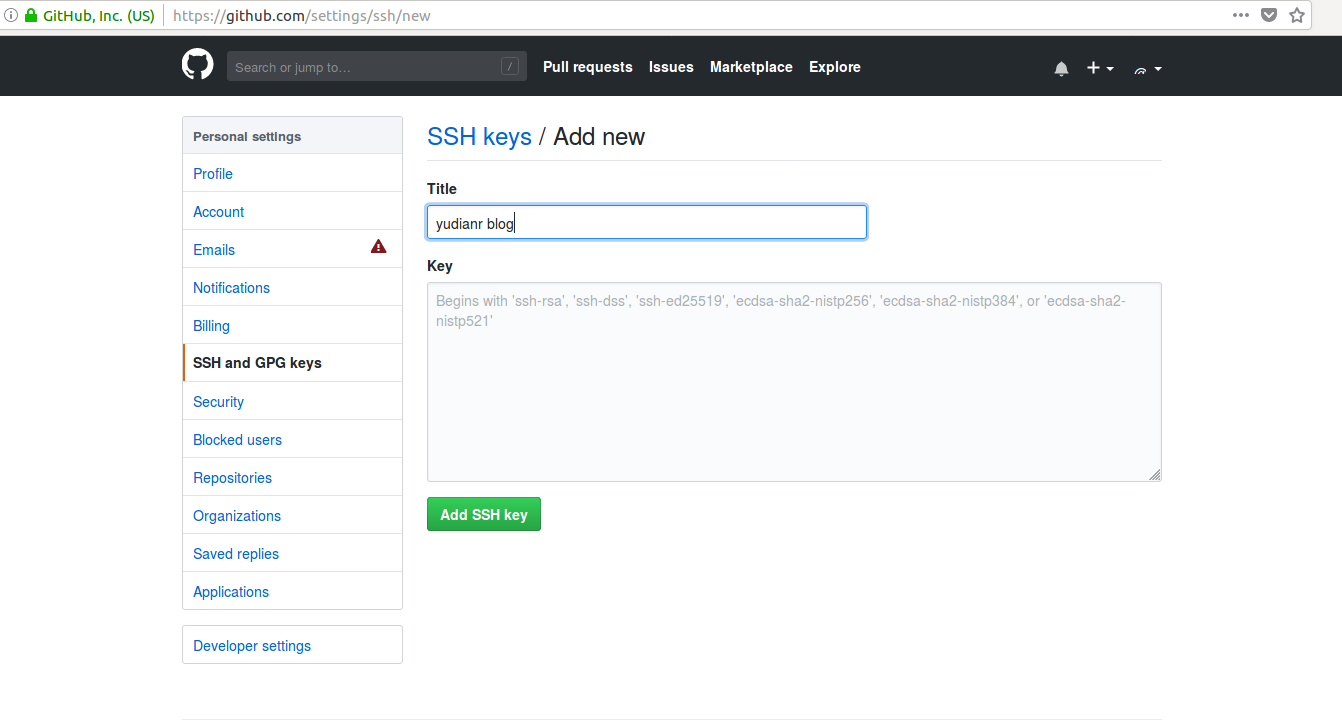 GitHub, Inc. (US) https://github.com/settings/ssh/new
Search or jump to... / Pull requests Issues Marketplace Explore
Personal settings
Profile
Account
Emails
Notifications
Billing
SSH and GPG keys
Security
Blocked users
Repositories
Organizations
Saved replies
Applications
Developer settings
SSH keys / Add new
Title
yudianr blog
Key
Begins with 'ssh-rsa', 'ssh-dss', 'ssh-ed25519', 'ecdsa-sha2-nistp256', 'ecdsa-sha2-nistp384', or 'ecdsa-sha2-
nistp521'
Add SSH key